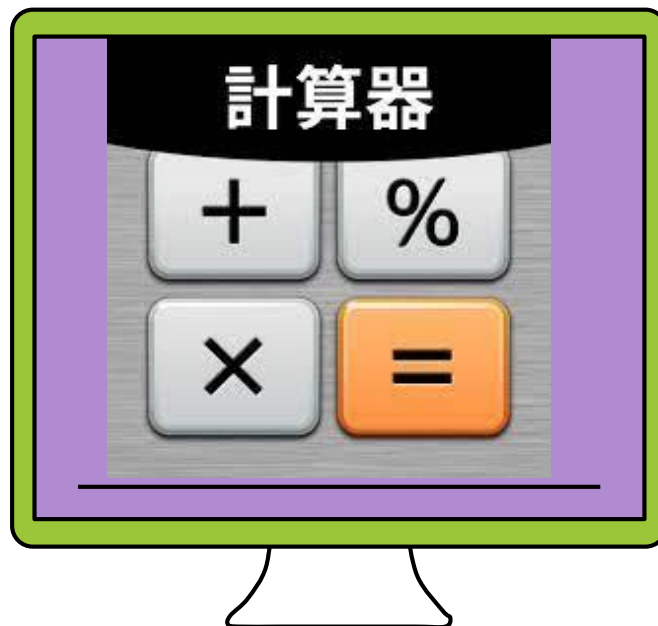 計算器
+ %
× =